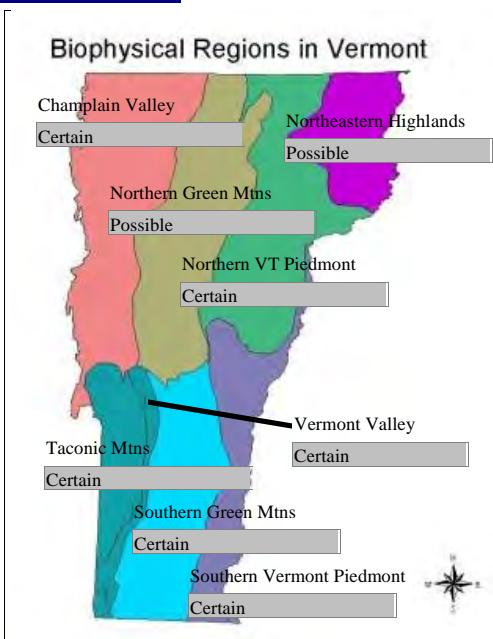 Biophysical Regions in Vermont
Champlain Valley
Certain
Northeastern Highlands
Possible
Northern Green Mtns
Possible
Northern VT Piedmont
Certain
Vermont Valley
Certain
Taconic Mtns
Certain
Southern Green Mtns
Certain
Southern Vermont Piedmont
Certain